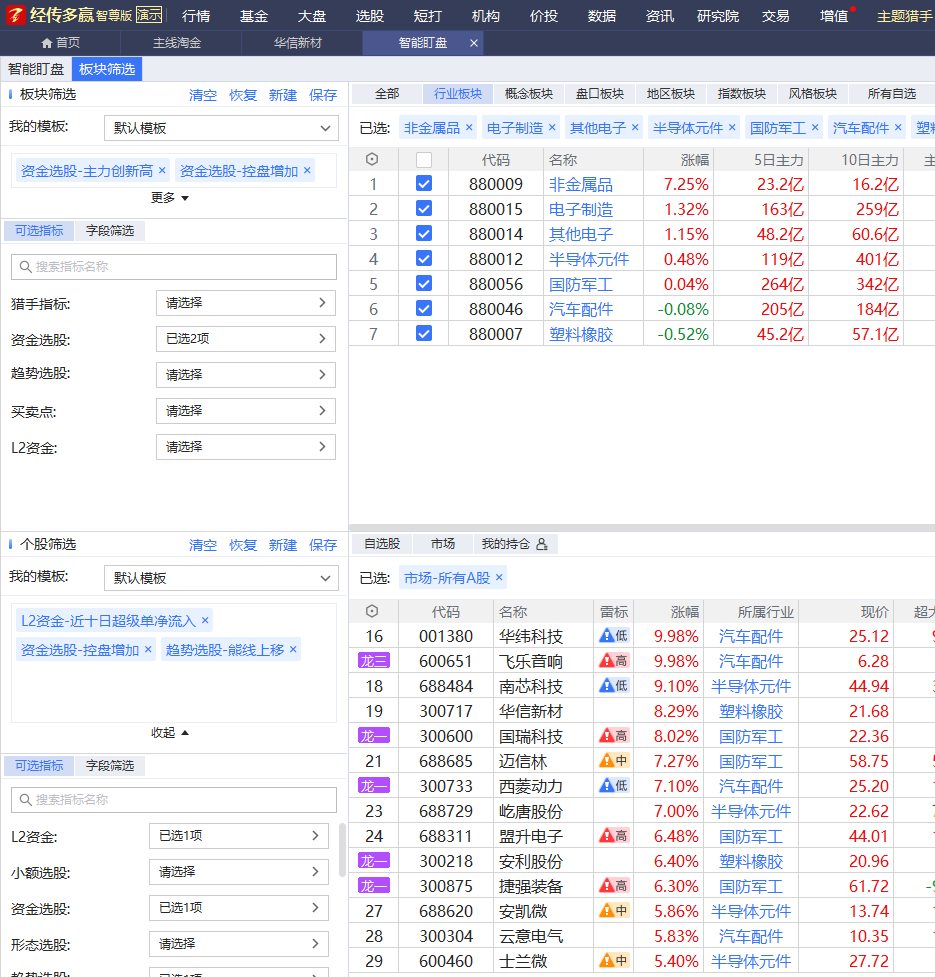 经传多赢 智尊版 演示 行情 基金 大盘 选股 短打 机构 价投 数据 资讯 研究院 交易 增值 主题猎手
首页 主线淘金 华信新材 智能盯盘 ×
智能盯盘 板块筛选
板块筛选 清空 恢复 新建 保存
我的模板: 默认模板
资金选股-主力创新高 × 资金选股-控盘增加 ×
更多
可选指标 字段筛选
搜索指标名称
猎手指标: 请选择
资金选股: 已选2项
趋势选股: 请选择
买卖点: 请选择
L2资金: 请选择
全部 行业板块 概念板块 盘口板块 地区板块 指数板块 风格板块 所有自选
已选: 非金属品 × 电子制造 × 其他电子 × 半导体元件 × 国防军工 × 汽车配件 × 塑料
代码 名称 涨幅 5日主力 10日主力 主
1 880009 非金属品 7.25% 23.2亿 16.2亿
2 880015 电子制造 1.32% 163亿 259亿
3 880014 其他电子 1.15% 48.2亿 60.6亿
4 880012 半导体元件 0.48% 119亿 401亿
5 880056 国防军工 0.04% 264亿 342亿
6 880046 汽车配件 -0.08% 205亿 184亿
7 880007 塑料橡胶 -0.52% 45.2亿 57.1亿
个股筛选 清空 恢复 新建 保存
我的模板: 默认模板
L2资金-近十日超级单净流入 ×
资金选股-控盘增加 × 趋势选股-熊线上移 ×
收起
可选指标 字段筛选
搜索指标名称
L2资金: 已选1项
小额选股: 请选择
资金选股: 已选1项
形态选股: 请选择
趋势选股: 已选1项
自选股 市场 我的持仓
已选: 市场-所有A股 ×
代码 名称 雷标 涨幅 所属行业 现价 超大
16 001380 华纬科技 低 9.98% 汽车配件 25.12
龙三 600651 飞乐音响 高 9.98% 汽车配件 6.28
18 688484 南芯科技 低 9.10% 半导体元件 44.94
19 300717 华信新材 8.29% 塑料橡胶 21.68
龙一 300600 国瑞科技 高 8.02% 国防军工 22.36
21 688685 迈信林 中 7.27% 国防军工 58.75
龙一 300733 西菱动力 低 7.10% 汽车配件 25.20
23 688729 屹唐股份 7.00% 半导体元件 22.62
24 688311 盟升电子 高 6.48% 国防军工 44.01
龙一 300218 安利股份 6.40% 塑料橡胶 20.96
龙一 300875 捷强装备 高 6.30% 国防军工 61.72
27 688620 安凯微 中 5.86% 半导体元件 13.74
28 300304 云意电气 5.83% 汽车配件 10.35
29 600460 士兰微 中 5.40% 半导体元件 27.72